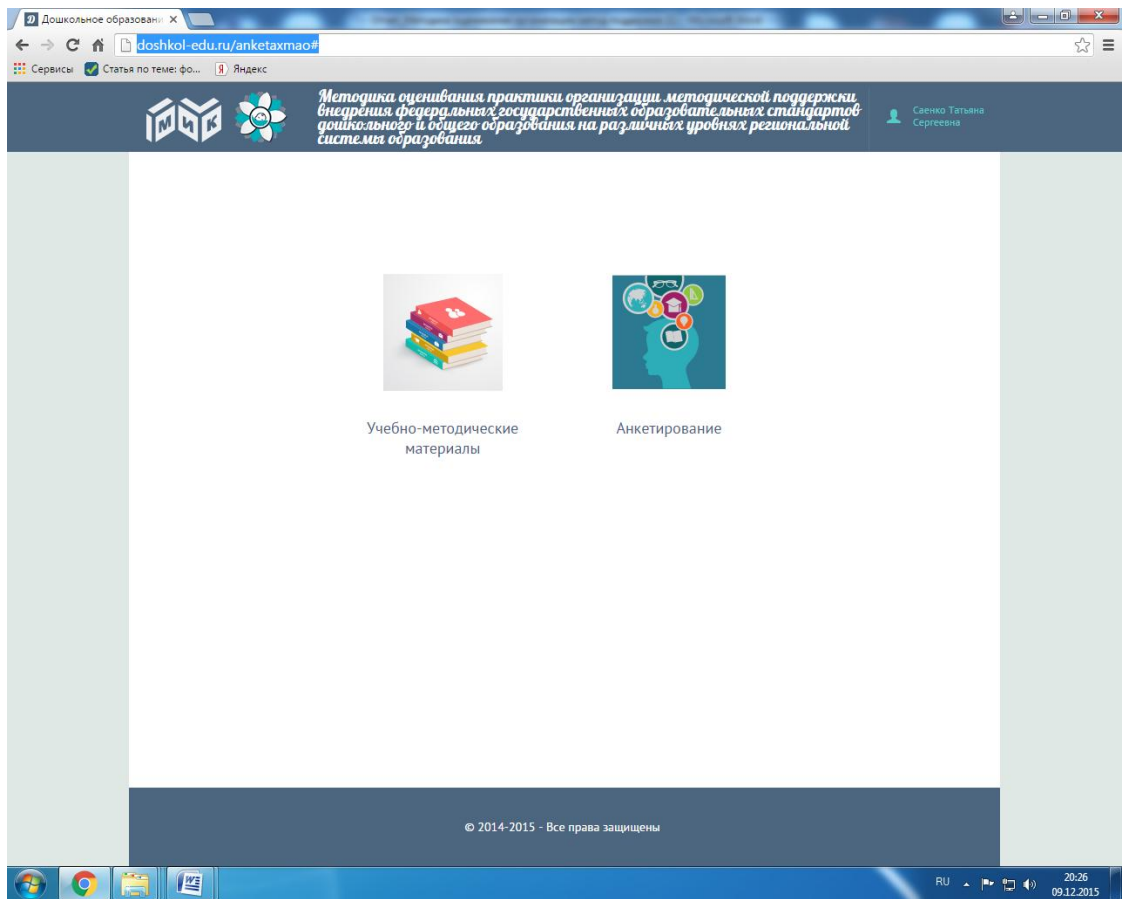 Дошкольное образовани
doshkol-edu.ru/anketaxmao#
Сервисы
Статья по теме: фо...
Яндекс
МИК
Методика оценивания практики организации методической поддержки
внедрения федеральных государственных образовательных стандартов
дошкольного и общего образования на различных уровнях региональной
системы образования
Саенко Татьяна
Сергеевна
Учебно-методические
материалы
Анкетирование
© 2014-2015 - Все права защищены
RU
20:26
09.12.2015